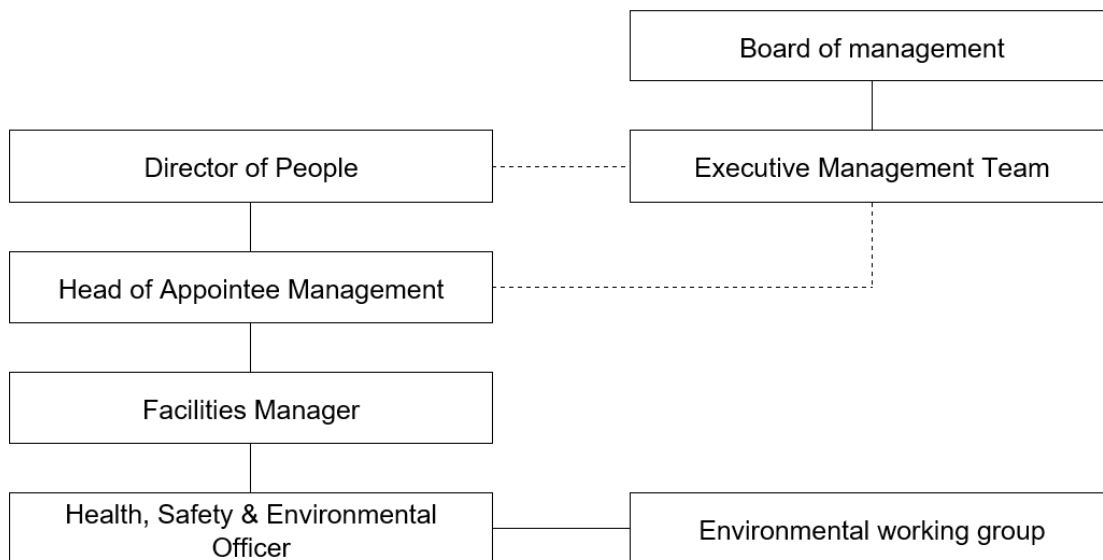 Board of management
Director of People
Executive Management Team
Head of Appointee Management
Facilities Manager
Health, Safety & Environmental
Officer
Environmental working group